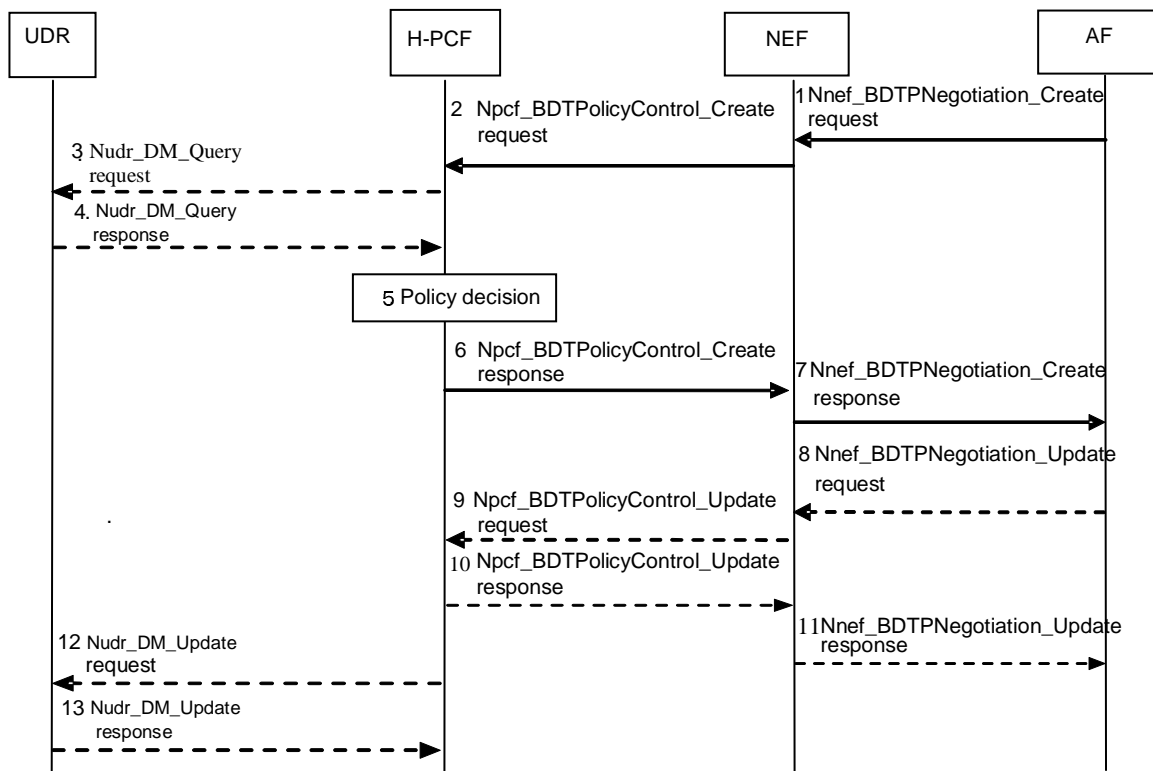 UDR
H-PCF
NEF
AF
1 Nnef_BDTPNegotiation_Create
request
2 Npcf_BDTPolicyControl_Create
request
3. Nudr_DM_Query
request
4. Nudr_DM_Query
response
5 Policy decision
6 Npcf_BDTPolicyControl_Create
response
7 Nnef_BDTPNegotiation_Create
response
8 Nnef_BDTPNegotiation_Update
request
9 Npcf_BDTPolicyControl_Update
request
.
10 Npcf_BDTPolicyControl_Update
response
11Nnef_BDTPNegotiation_Update
response
12 Nudr_DM_Update
request
13 Nudr_DM_Update
response